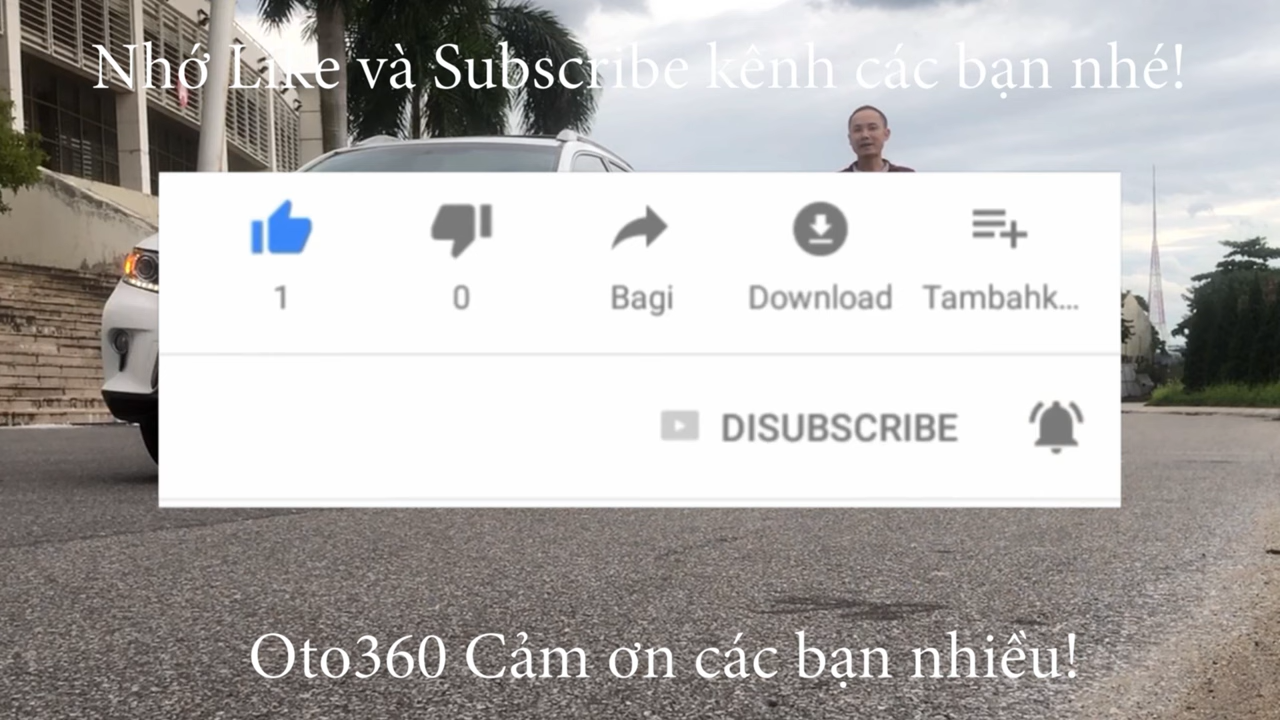 Nhớ Like và Subscribe kênh các bạn nhé!
1 0 Bagi Download Tambahk...
DISUBSCRIBE
Oto360 Cảm ơn các bạn nhiều!